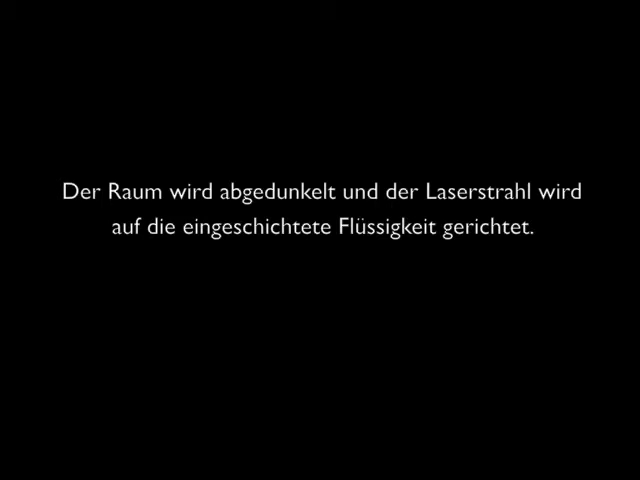 Der Raum wird abgedunkelt und der Laserstrahl wird
auf die eingeschichtete Flüssigkeit gerichtet.